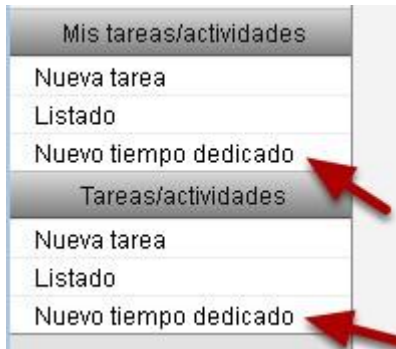 Mis tareas/actividades
Nueva tarea
Listado
Nuevo tiempo dedicado
Tareas/actividades
Nueva tarea
Listado
Nuevo tiempo dedicado